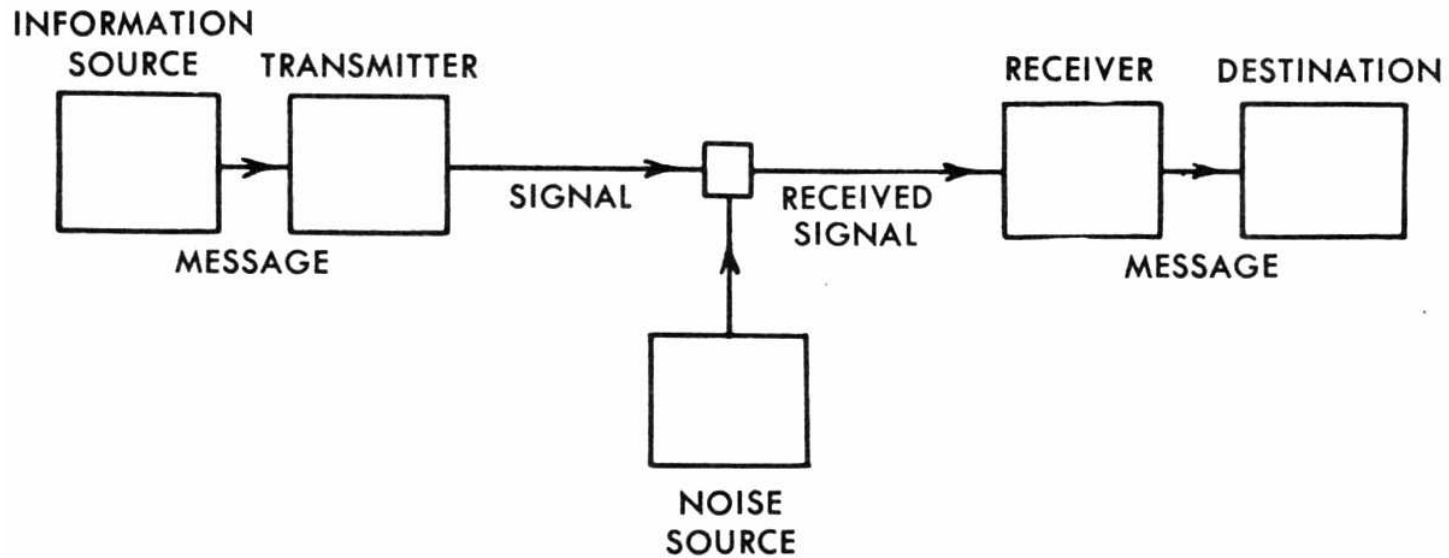 INFORMATION
SOURCE
TRANSMITTER
RECEIVER
DESTINATION
SIGNAL
RECEIVED
SIGNAL
MESSAGE
MESSAGE
NOISE
SOURCE